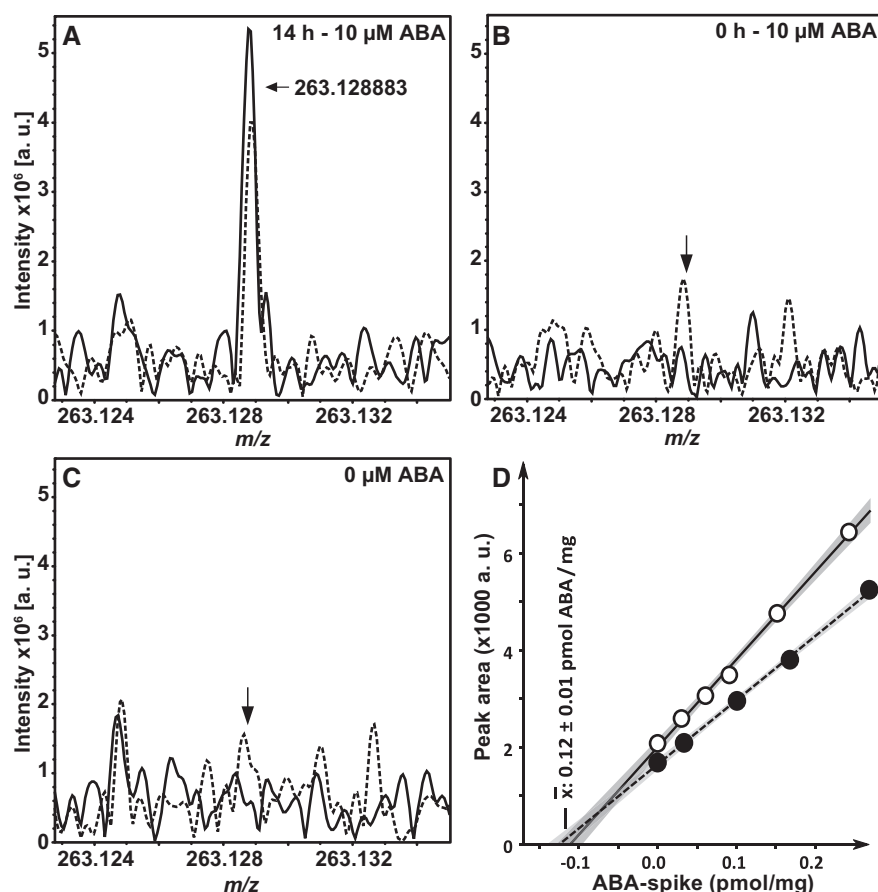 A
14 h - 10 µM ABA
263.128883
Intensity x10⁶ [a. u.]
5
4
3
2
1
0
263.124
263.128
263.132
m/z
B
0 h - 10 µM ABA
5
4
3
2
1
0
263.124
263.128
263.132
m/z
C
0 µM ABA
Intensity x10⁶ [a. u.]
5
4
3
2
1
0
263.124
263.128
263.132
m/z
D
x̅: 0.12 ± 0.01 pmol ABA/mg
Peak area (x1000 a. u.)
6
4
2
0
-0.1
0.0
0.1
0.2
ABA-spike (pmol/mg)